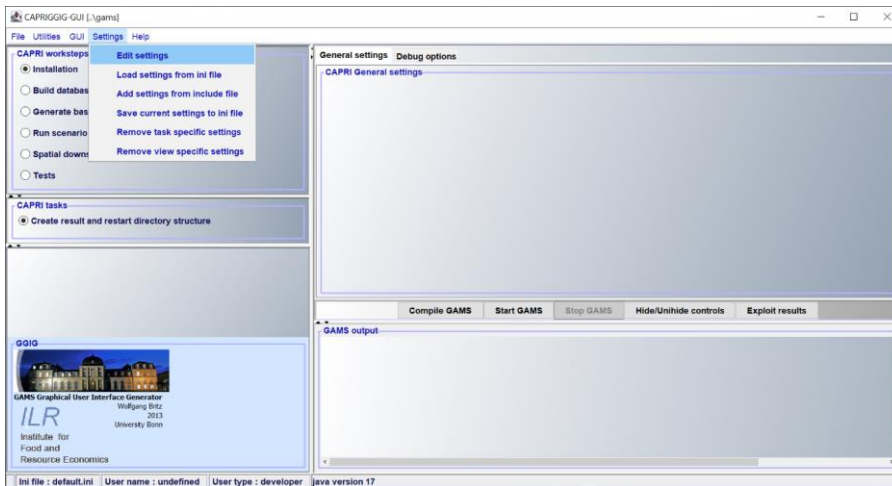 CAPRIGGIG-GUI [..\gams]
File Utilities GUI Settings Help
CAPRI worksteps
Installation
Build databas
Generate bas
Run scenario
Spatial downs
Tests
Edit settings
Load settings from ini file
Add settings from include file
Save current settings to ini file
Remove task specific settings
Remove view specific settings
CAPRI tasks
Create result and restart directory structure
General settings Debug options
CAPRI General settings
Compile GAMS Start GAMS Stop GAMS Hide/Unihide controls Exploit results
GAMS output
GGIG
GAMS Graphical User Interface Generator
Wolfgang Britz
2013
Unversity Bonn
ILR
Institute for
Food and
Resource Economics
Ini file : default.ini User name : undefined User type : developer java version 17